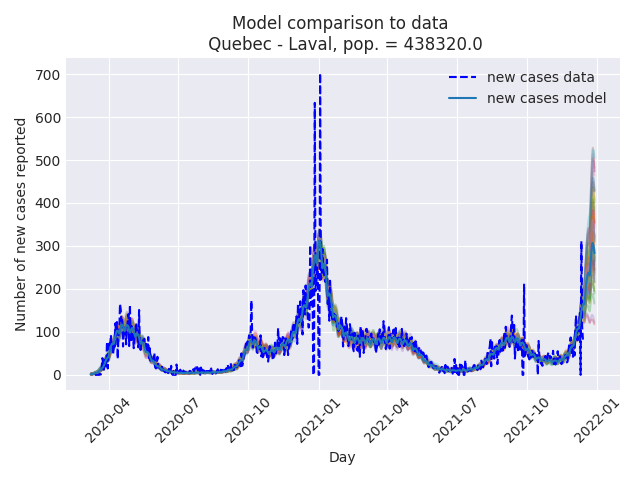 Model comparison to data
Quebec - Laval, pop. = 438320.0
new cases data
new cases model
Number of new cases reported
700
600
500
400
300
200
100
0
2020-04
2020-07
2020-10
2021-01
2021-04
2021-07
2021-10
2022-01
Day